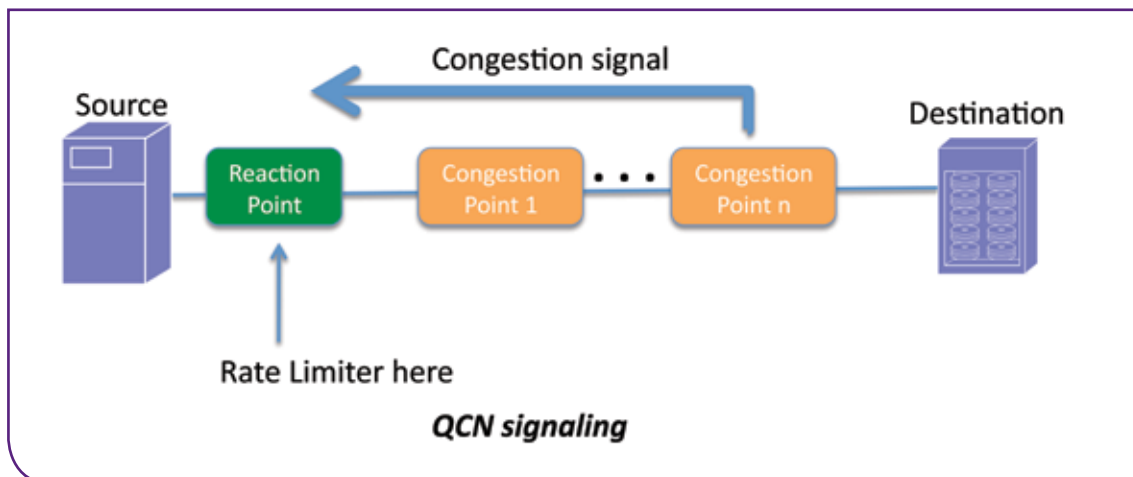 Congestion signal
Source
Destination
Reaction
Point
Congestion
Point 1
• • •
Congestion
Point n
Rate Limiter here
QCN signaling